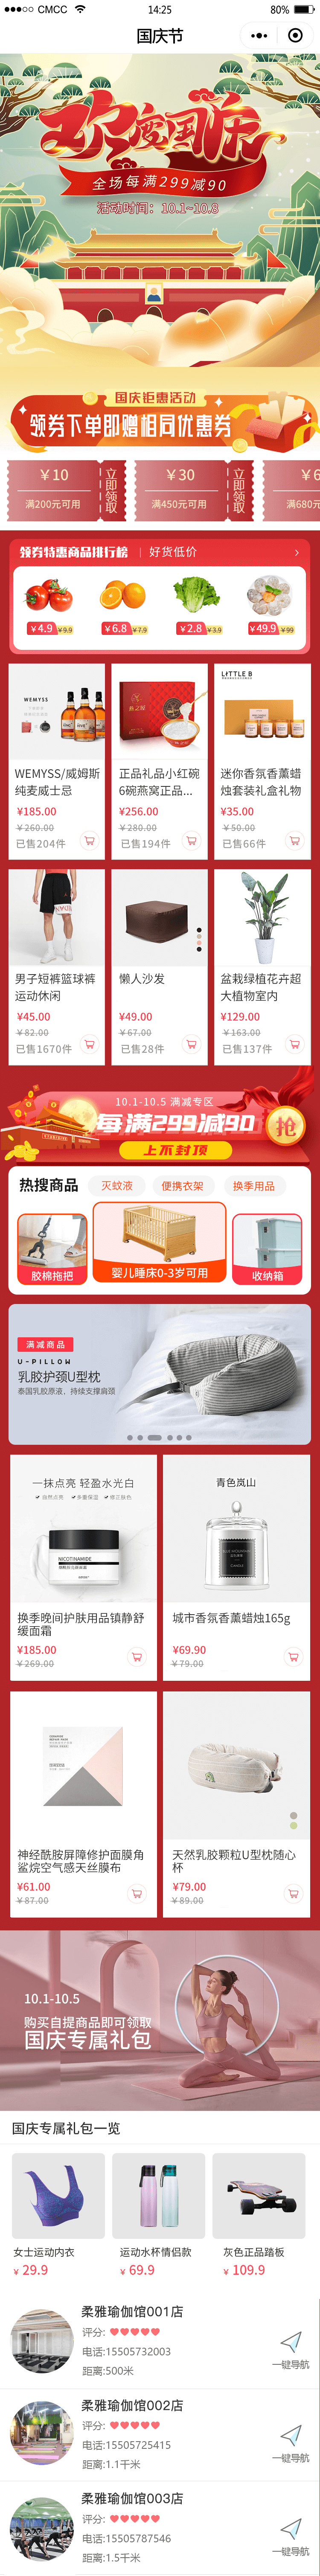 CMCC
14:25
80%
国庆节
欢度国庆
全场每满299减90
活动时间：10.1~10.8
国庆钜惠活动
领券下单即赠相同优惠券
￥10
满200元可用
立即领取
￥30
满450元可用
立即领取
￥6
满680元
领券特惠商品排行榜 | 好货低价
¥4.9 ¥9.9
¥6.8 ¥7.9
¥2.8 ¥3.9
¥49.9 ¥99
WEMYSS
WEMYSS/威姆斯
纯麦威士忌
¥185.00
￥260.00
已售204件
正品礼品小红碗
6碗燕窝正品...
¥256.00
￥280.00
已售194件
LITTLE B
迷你香氛香薰蜡
烛套装礼盒礼物
¥35.00
￥50.00
已售66件
男子短裤篮球裤
运动休闲
¥45.00
￥82.00
已售1670件
懒人沙发
¥49.00
￥67.00
已售28件
盆栽绿植花卉超
大植物室内
¥129.00
￥163.00
已售137件
10.1-10.5 满减专区
每满299减90
上不封顶
抢
热搜商品
灭蚊液
便携衣架
换季用品
胶棉拖把
婴儿睡床0-3岁可用
收纳箱
满减商品
U-PILLOW
乳胶护颈U型枕
泰国乳胶原液，持续支撑肩颈
一抹点亮 轻盈水光白
自然点亮
多重保湿
修正肤色
NICOTINAMIDE
换季晚间护肤用品镇静舒
缓面霜
¥185.00
￥269.00
青色岚山
城市香氛香薰蜡烛165g
¥69.90
￥79.00
神经酰胺屏障修护面膜角
鲨烷空气感天丝膜布
¥61.00
￥87.00
天然乳胶颗粒U型枕随心
杯
¥79.00
￥89.00
10.1-10.5
购买自提商品即可领取
国庆专属礼包
国庆专属礼包一览
女士运动内衣
¥ 29.9
运动水杯情侣款
¥ 69.9
灰色正品踏板
¥ 109.9
柔雅瑜伽馆001店
评分:
电话:15505732003
距离:500米
一键导航
柔雅瑜伽馆002店
评分:
电话:15505725415
距离:1.1千米
一键导航
柔雅瑜伽馆003店
评分:
电话:15505787546
距离:1.5千米
一键导航